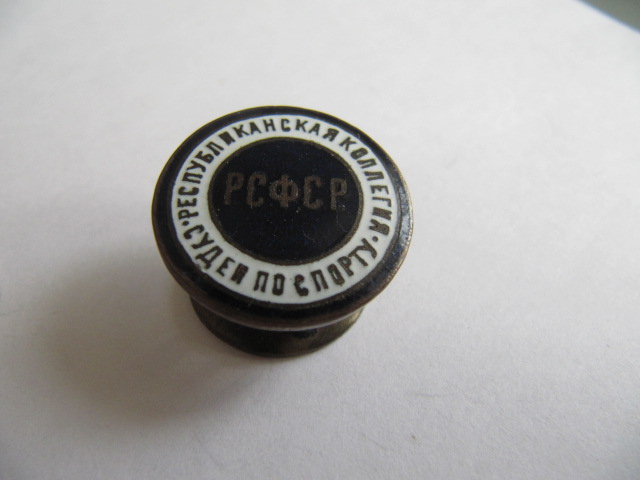 ·РЕСПУБЛИКАНСКАЯ КОЛЛЕГИЯ·
СУДЕЙ ПО СПОРТУ
РСФСР